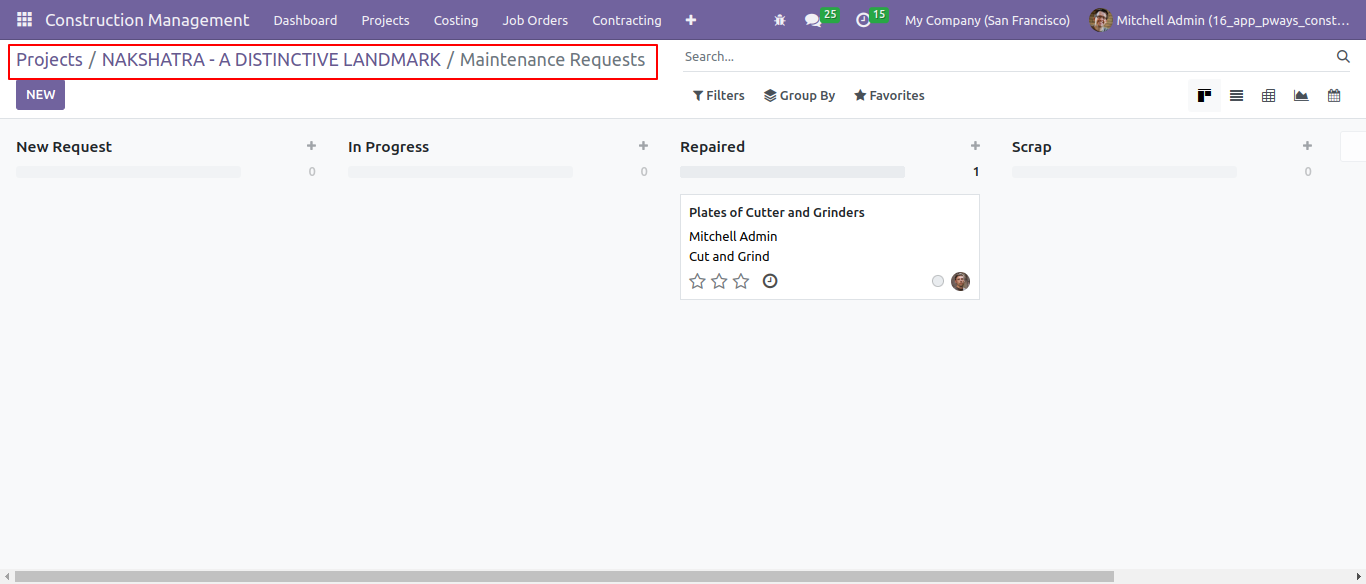 Construction Management Dashboard Projects Costing Job Orders Contracting 25 15 My Company (San Francisco) Mitchell Admin (16_app_pways_const...
Projects / NAKSHATRA - A DISTINCTIVE LANDMARK / Maintenance Requests
Search...
NEW
Filters Group By Favorites
New Request
0
In Progress
0
Repaired
1
Plates of Cutter and Grinders
Mitchell Admin
Cut and Grind
Scrap
0